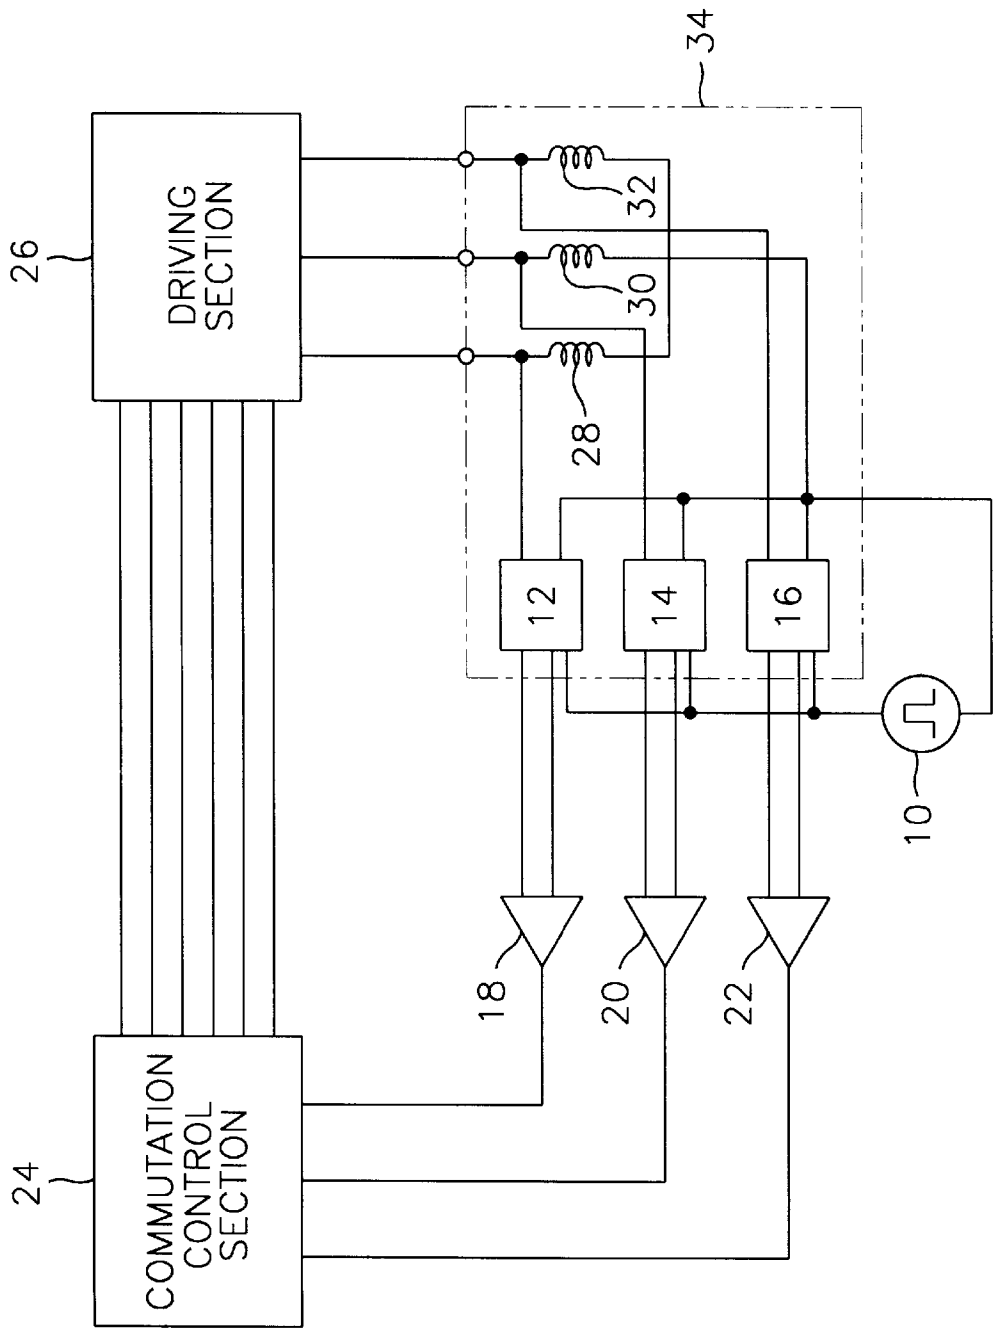 24
COMMUTATION
CONTROL
SECTION
26
DRIVING
SECTION
18
20
22
10
12
14
16
28
30
32
34